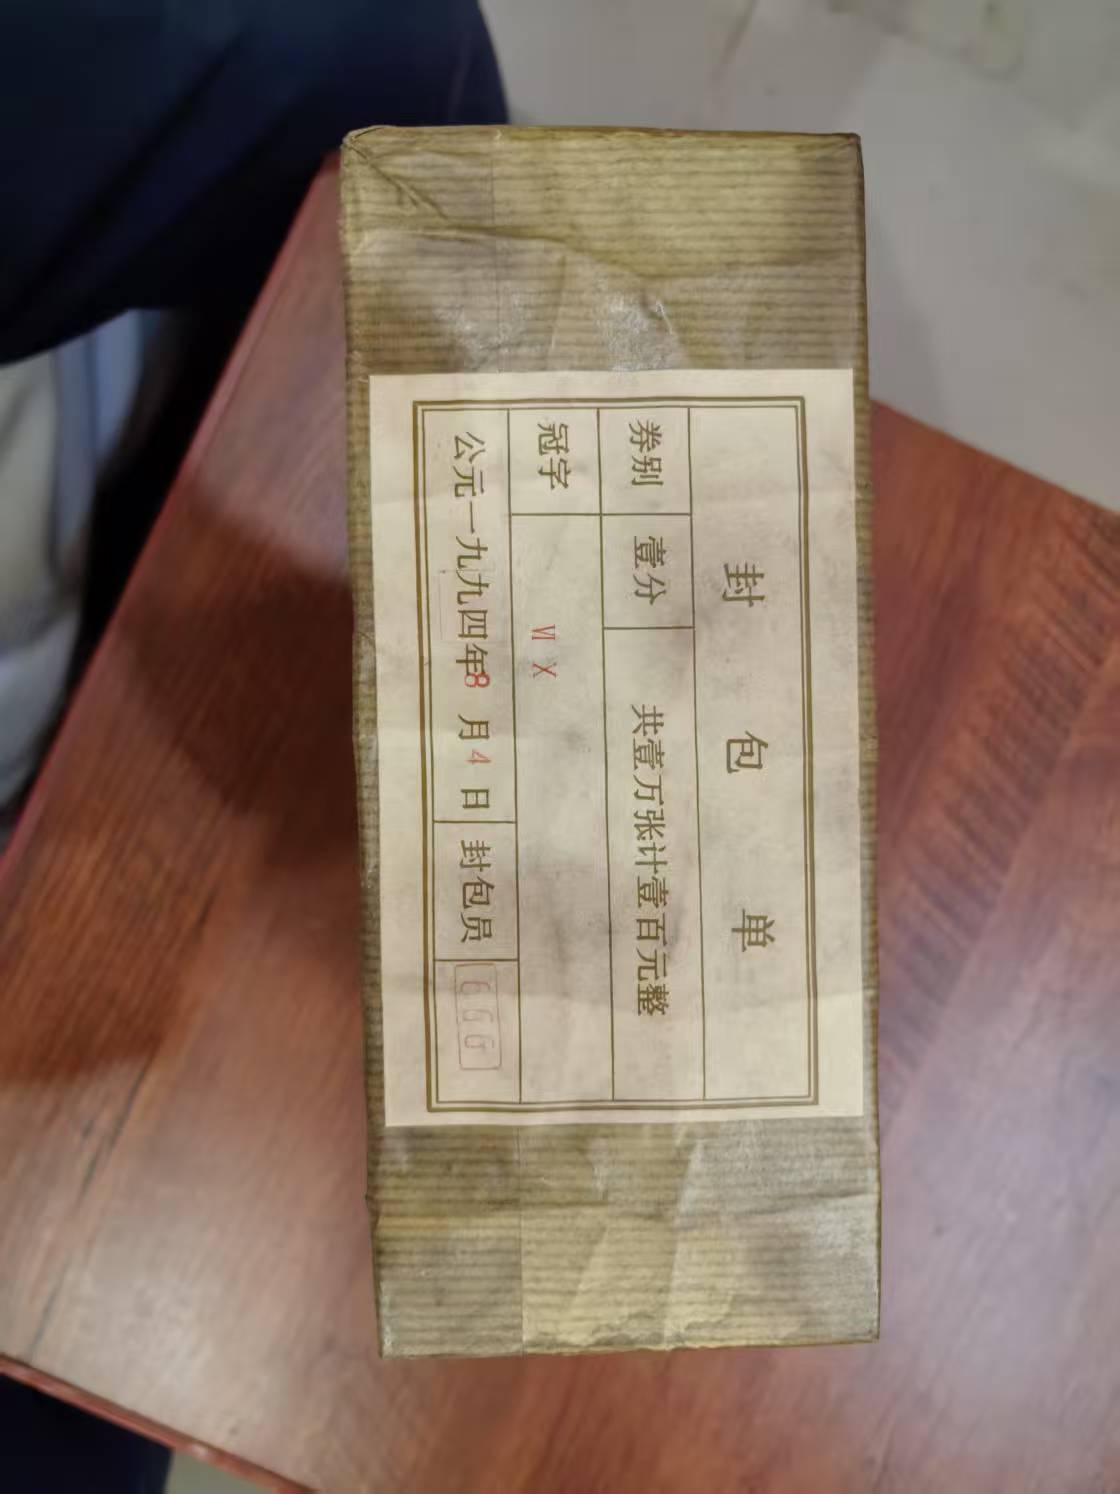 封包单
券别 壹分 共壹万张计壹百元整
冠字 VI X
公元一九九四年8月4日 封包员 666